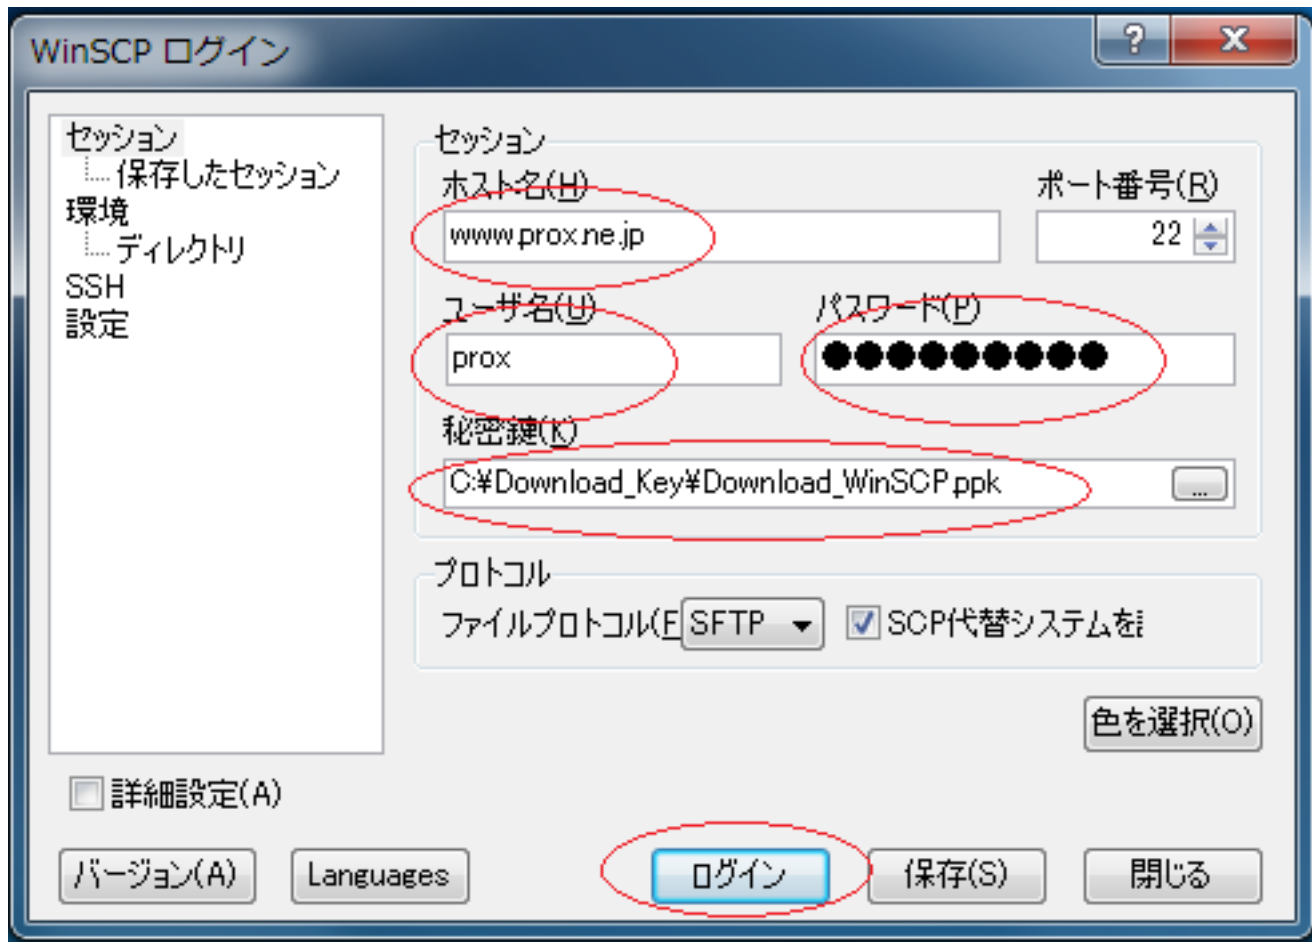 WinSCP ログイン
セッション
保存したセッション
環境
ディレクトリ
SSH
設定
セッション
ホスト名(H)
ポート番号(R)
www.prox.ne.jp
22
ユーザ名(U)
パスワード(P)
prox
●●●●●●●●●
秘密鍵(K)
C:¥Download_Key¥Download_WinSCP.ppk
...
プロトコル
ファイルプロトコル(F
SFTP
SCP代替システムを
色を選択(O)
詳細設定(A)
バージョン(A)
Languages
ログイン
保存(S)
閉じる